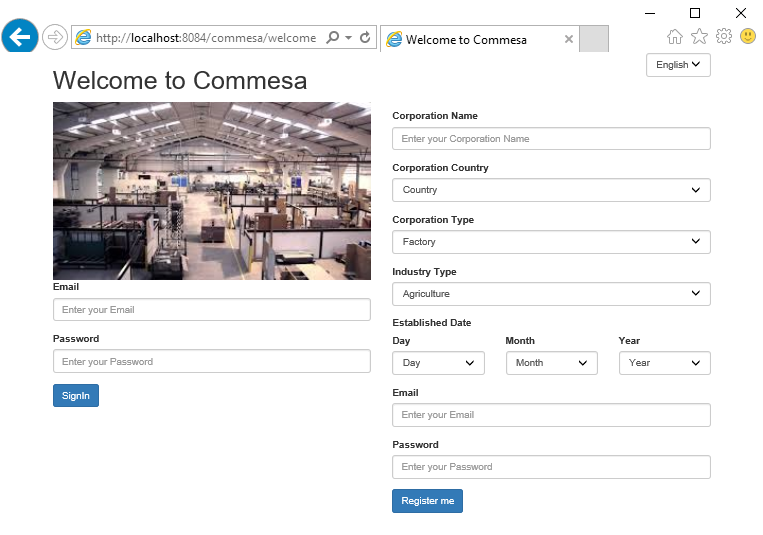 http://localhost:8084/commesa/welcome
Welcome to Commesa
English
Welcome to Commesa
Email
Enter your Email
Password
Enter your Password
SignIn
Corporation Name
Enter your Corporation Name
Corporation Country
Country
Corporation Type
Factory
Industry Type
Agriculture
Established Date
Day Month Year
Day Month Year
Email
Enter your Email
Password
Enter your Password
Register me